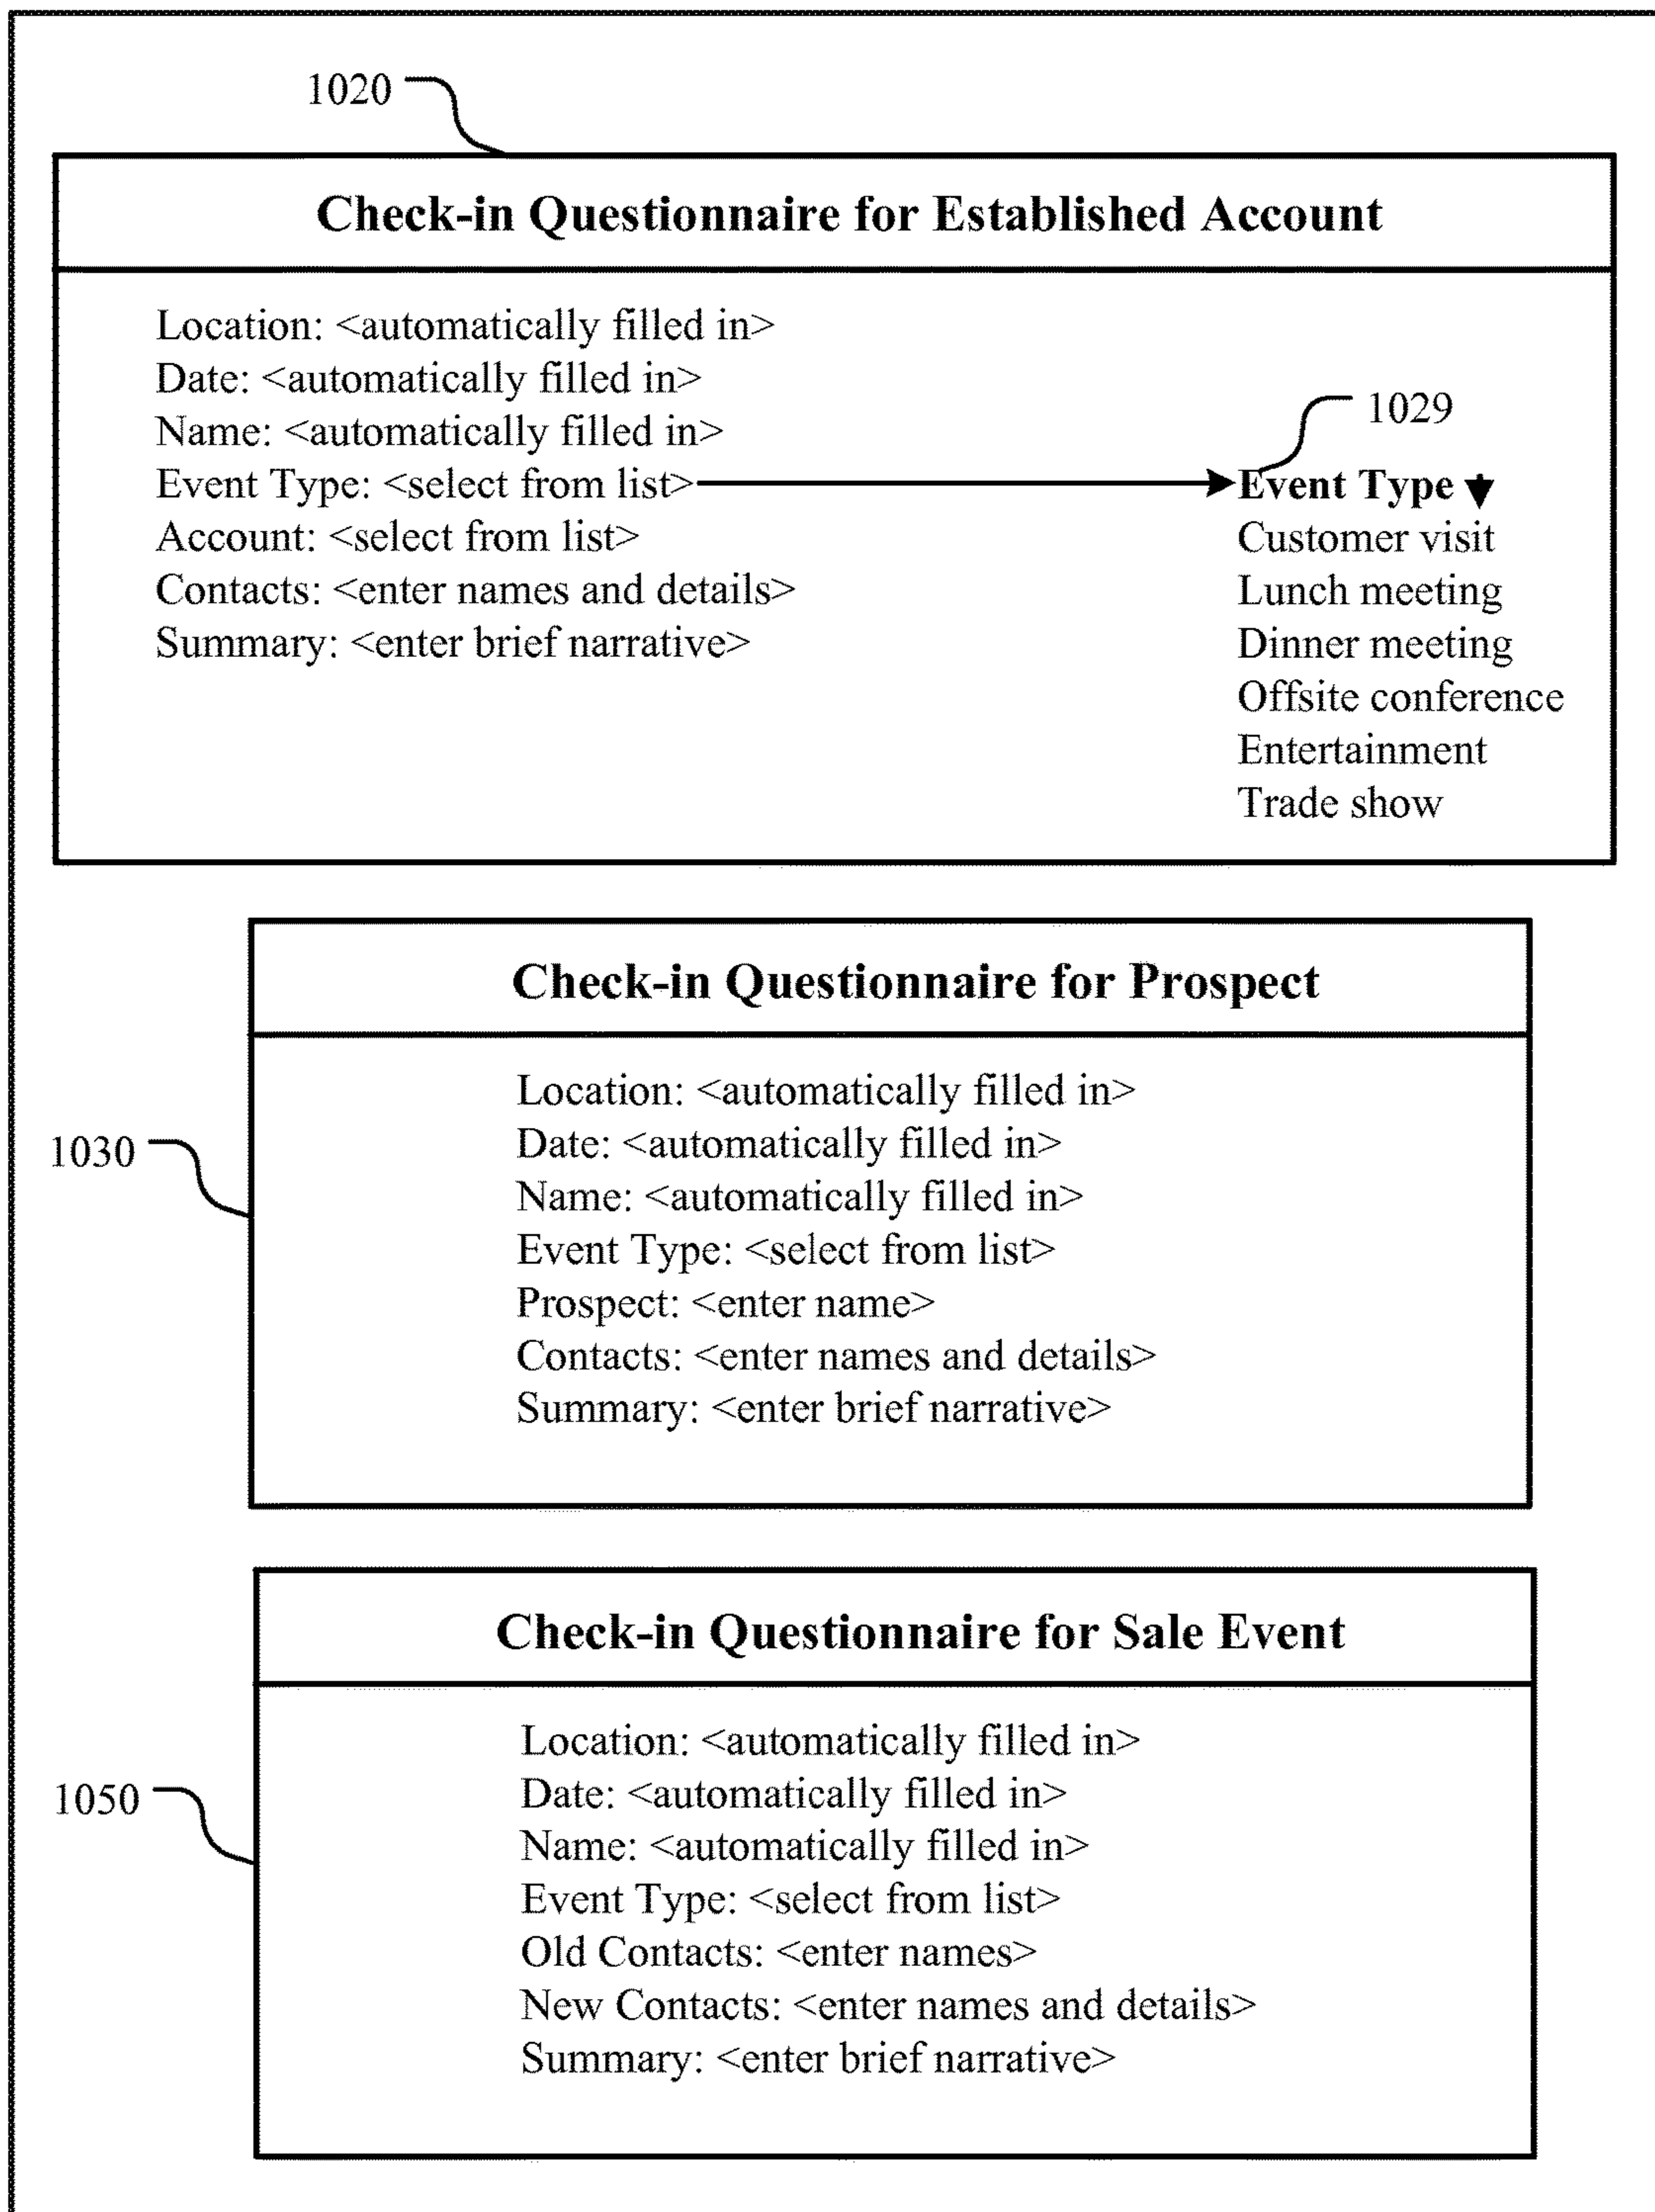 1020
Check-in Questionnaire for Established Account
Location: <automatically filled in>
Date: <automatically filled in>
Name: <automatically filled in>
Event Type: <select from list>
Account: <select from list>
Contacts: <enter names and details>
Summary: <enter brief narrative>
1029
Event Type
Customer visit
Lunch meeting
Dinner meeting
Offsite conference
Entertainment
Trade show
Check-in Questionnaire for Prospect
1030
Location: <automatically filled in>
Date: <automatically filled in>
Name: <automatically filled in>
Event Type: <select from list>
Prospect: <enter name>
Contacts: <enter names and details>
Summary: <enter brief narrative>
Check-in Questionnaire for Sale Event
1050
Location: <automatically filled in>
Date: <automatically filled in>
Name: <automatically filled in>
Event Type: <select from list>
Old Contacts: <enter names>
New Contacts: <enter names and details>
Summary: <enter brief narrative>